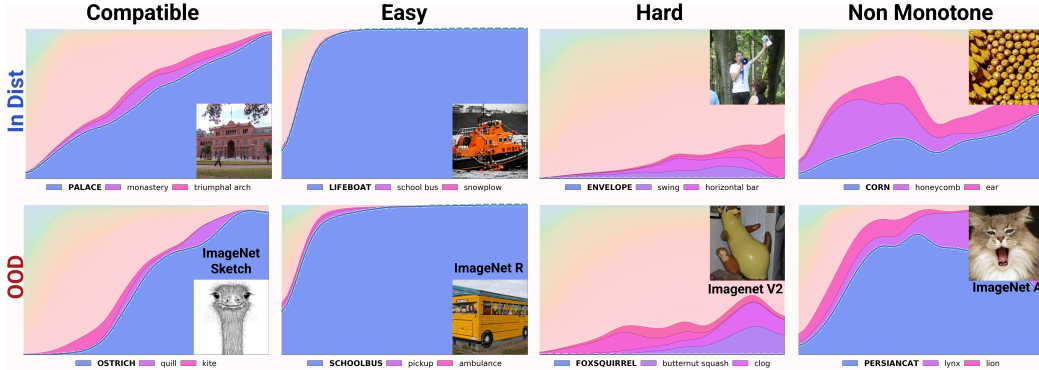 Compatible Easy Hard Non Monotone
In Dist
PALACE monastery triumphal arch
LIFEBOAT school bus snowplow
ENVELOPE swing horizontal bar
CORN honeycomb ear
OOD
ImageNet
Sketch
ImageNet R
Imagenet V2
ImageNet A
OSTRICH quill kite
SCHOOLBUS pickup ambulance
FOXSQUIRREL butternut squash clog
PERSIANCAT lynx lion